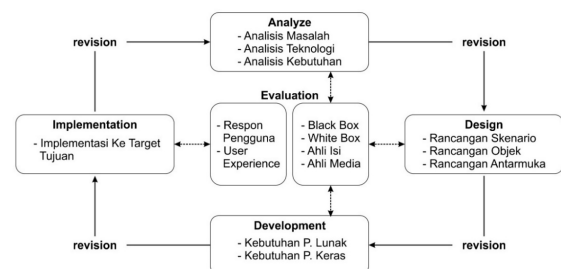 Analyze
- Analisis Masalah
- Analisis Teknologi
- Analisis Kebutuhan
revision
revision
Evaluation
Implementation
- Implementasi Ke Target
Tujuan
- Respon
Pengguna
- User
Experience
- Black Box
- White Box
- Ahli Isi
- Ahli Media
Design
- Rancangan Skenario
- Rancangan Objek
- Rancangan Antarmuka
revision
Development
- Kebutuhan P. Lunak
- Kebutuhan P. Keras
revision